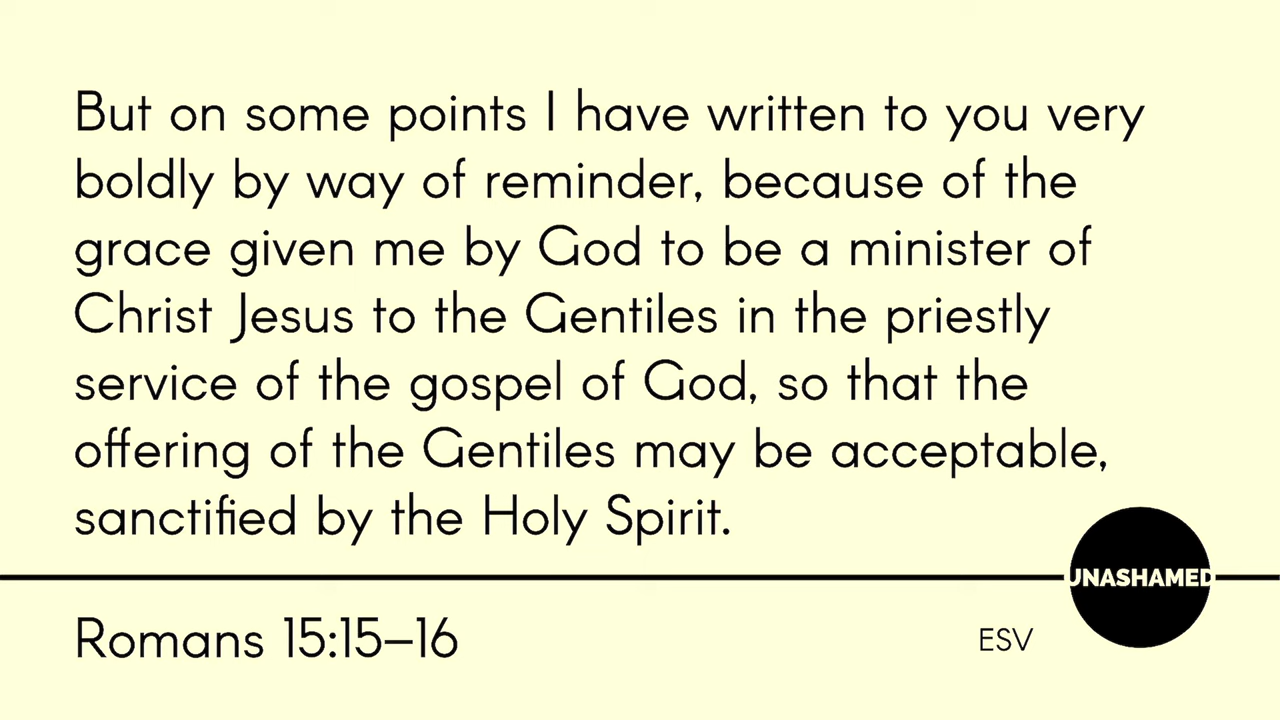 But on some points I have written to you very
boldly by way of reminder, because of the
grace given me by God to be a minister of
Christ Jesus to the Gentiles in the priestly
service of the gospel of God, so that the
offering of the Gentiles may be acceptable,
sanctified by the Holy Spirit.
UNASHAMED
Romans 15:15–16
ESV